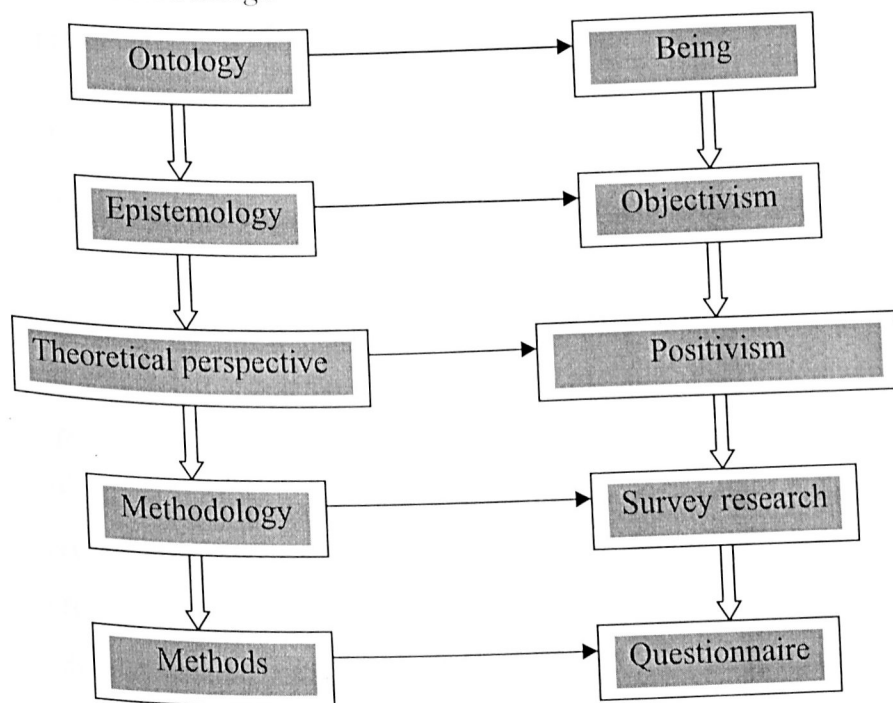 Ontology
Being
Epistemology
Objectivism
Theoretical perspective
Positivism
Methodology
Survey research
Methods
Questionnaire